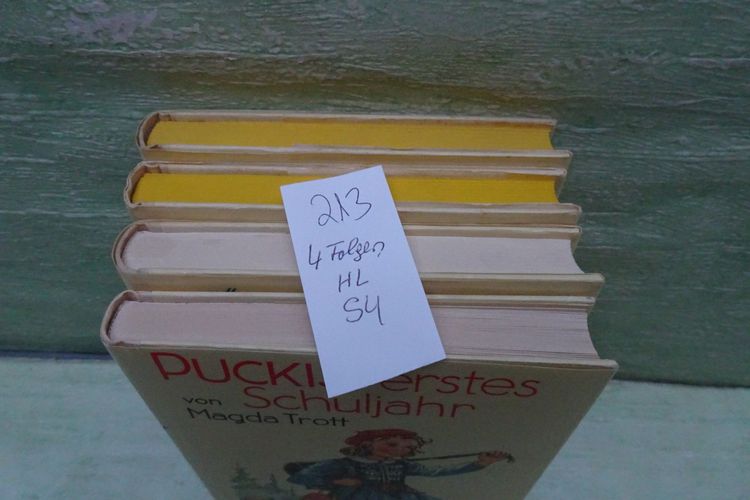 213
4 Folgen
HL
S4
PUCKIS erstes
Schuljahr
von
Magda Trott